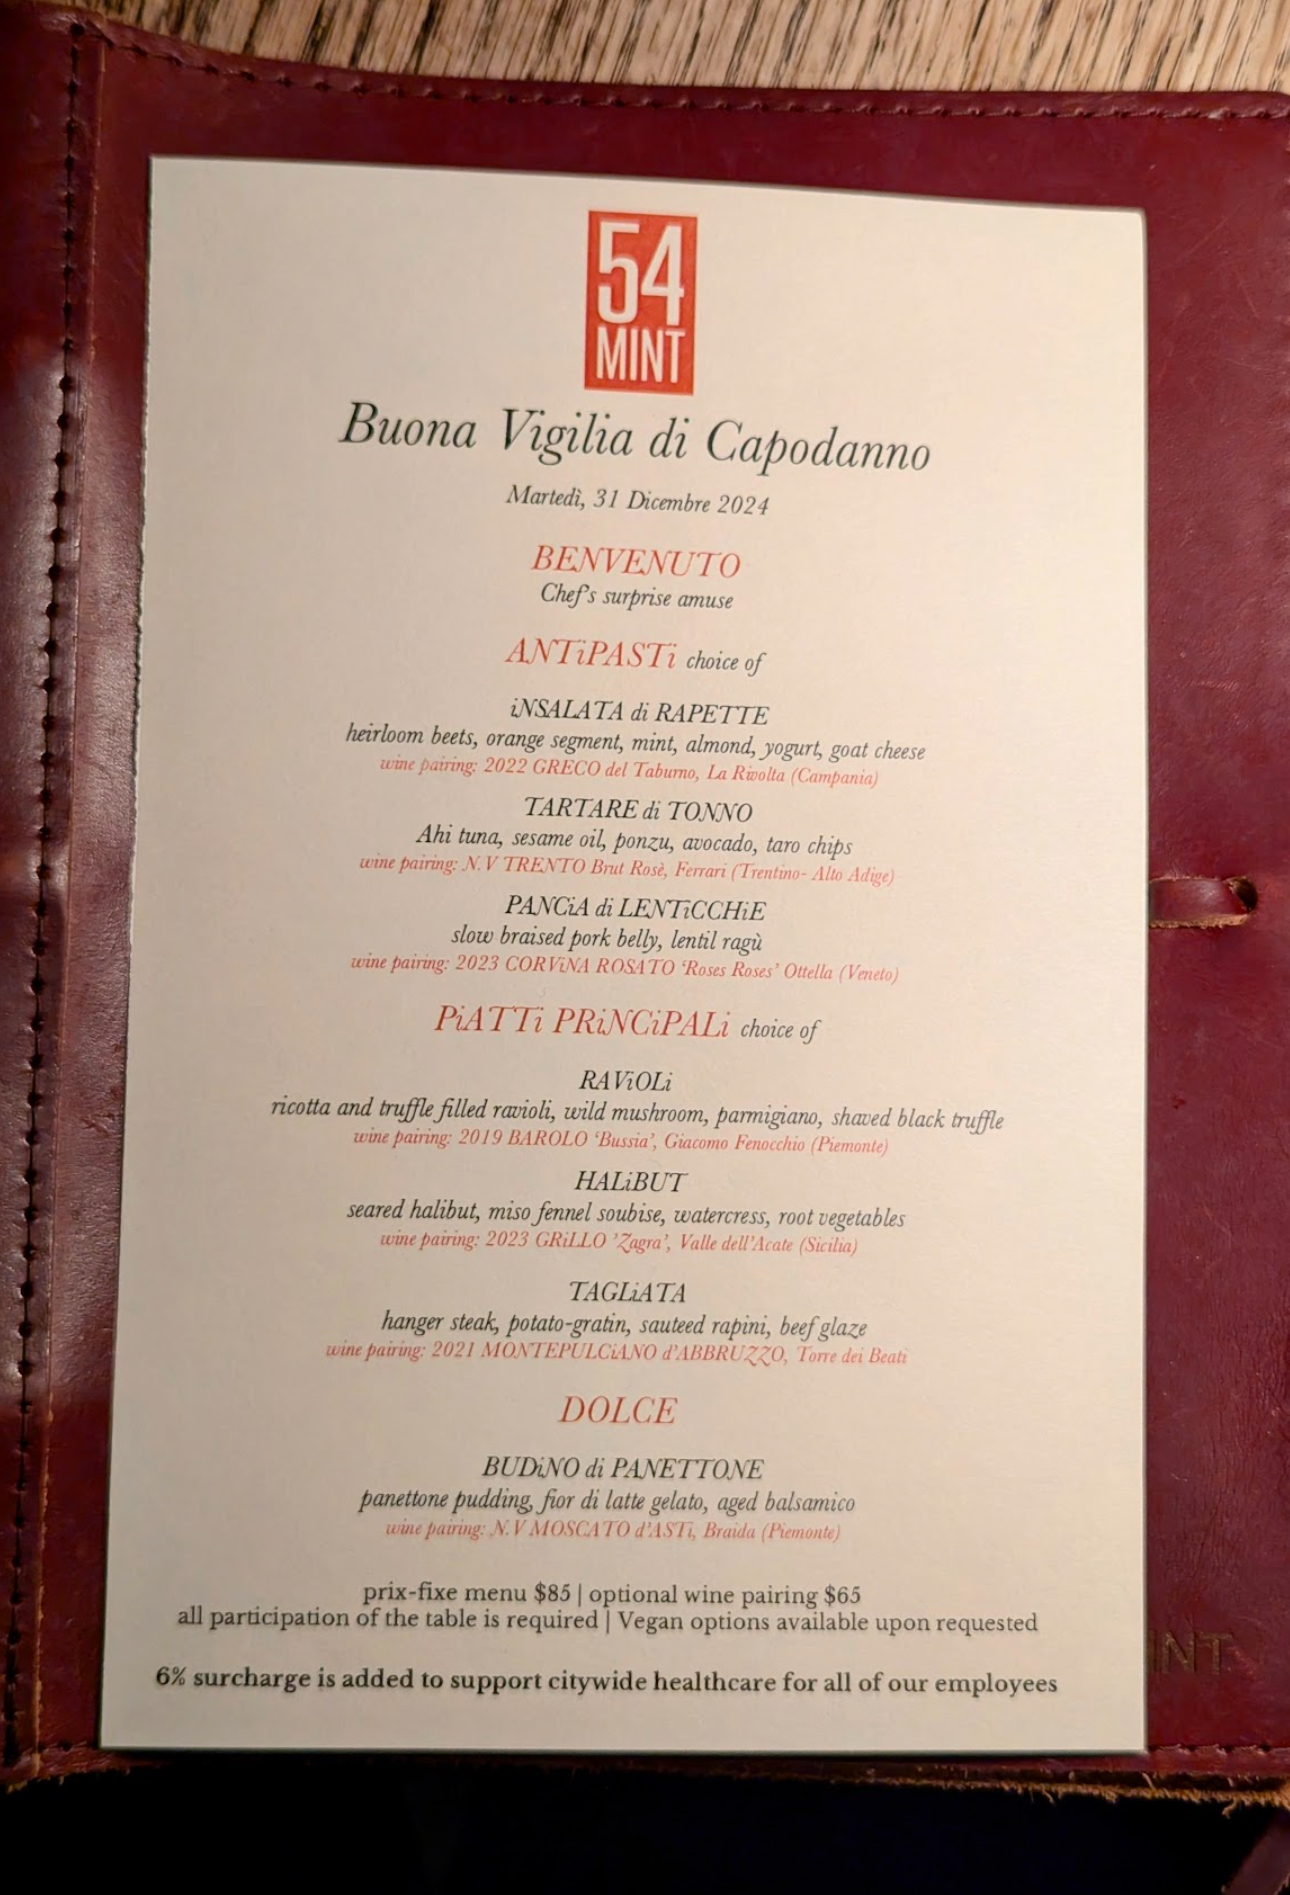 54
MINT
Buona Vigilia di Capodanno
Martedì, 31 Dicembre 2024
BENVENUTO
Chef's surprise amuse
ANTiPASTi choice of
iNSALATA di RAPETTE
heirloom beets, orange segment, mint, almond, yogurt, goat cheese
wine pairing: 2022 GRECO del Taburno, La Rivolta (Campania)
TARTARE di TONNO
Ahi tuna, sesame oil, ponzu, avocado, taro chips
wine pairing: N.V TRENTO Brut Rosè, Ferrari (Trentino- Alto Adige)
PANCiA di LENTiCCHiE
slow braised pork belly, lentil ragù
wine pairing: 2023 CORViNA ROSATO 'Roses Roses' Ottella (Veneto)
PiATTi PRiNCiPALi choice of
RAViOLi
ricotta and truffle filled ravioli, wild mushroom, parmigiano, shaved black truffle
wine pairing: 2019 BAROLO 'Bussia', Giacomo Fenocchio (Piemonte)
HALiBUT
seared halibut, miso fennel soubise, watercress, root vegetables
wine pairing: 2023 GRiLLO 'Zagra', Valle dell'Acate (Sicilia)
TAGLiATA
hanger steak, potato-gratin, sauteed rapini, beef glaze
wine pairing: 2021 MONTEPULCiANO d'ABBRUZZO, Torre dei Beati
DOLCE
BUDiNO di PANETTONE
panettone pudding, fior di latte gelato, aged balsamico
wine pairing: N.V MOSCATO d'ASTi, Braida (Piemonte)
prix-fixe menu $85 | optional wine pairing $65
all participation of the table is required | Vegan options available upon requested
6% surcharge is added to support citywide healthcare for all of our employees
INT